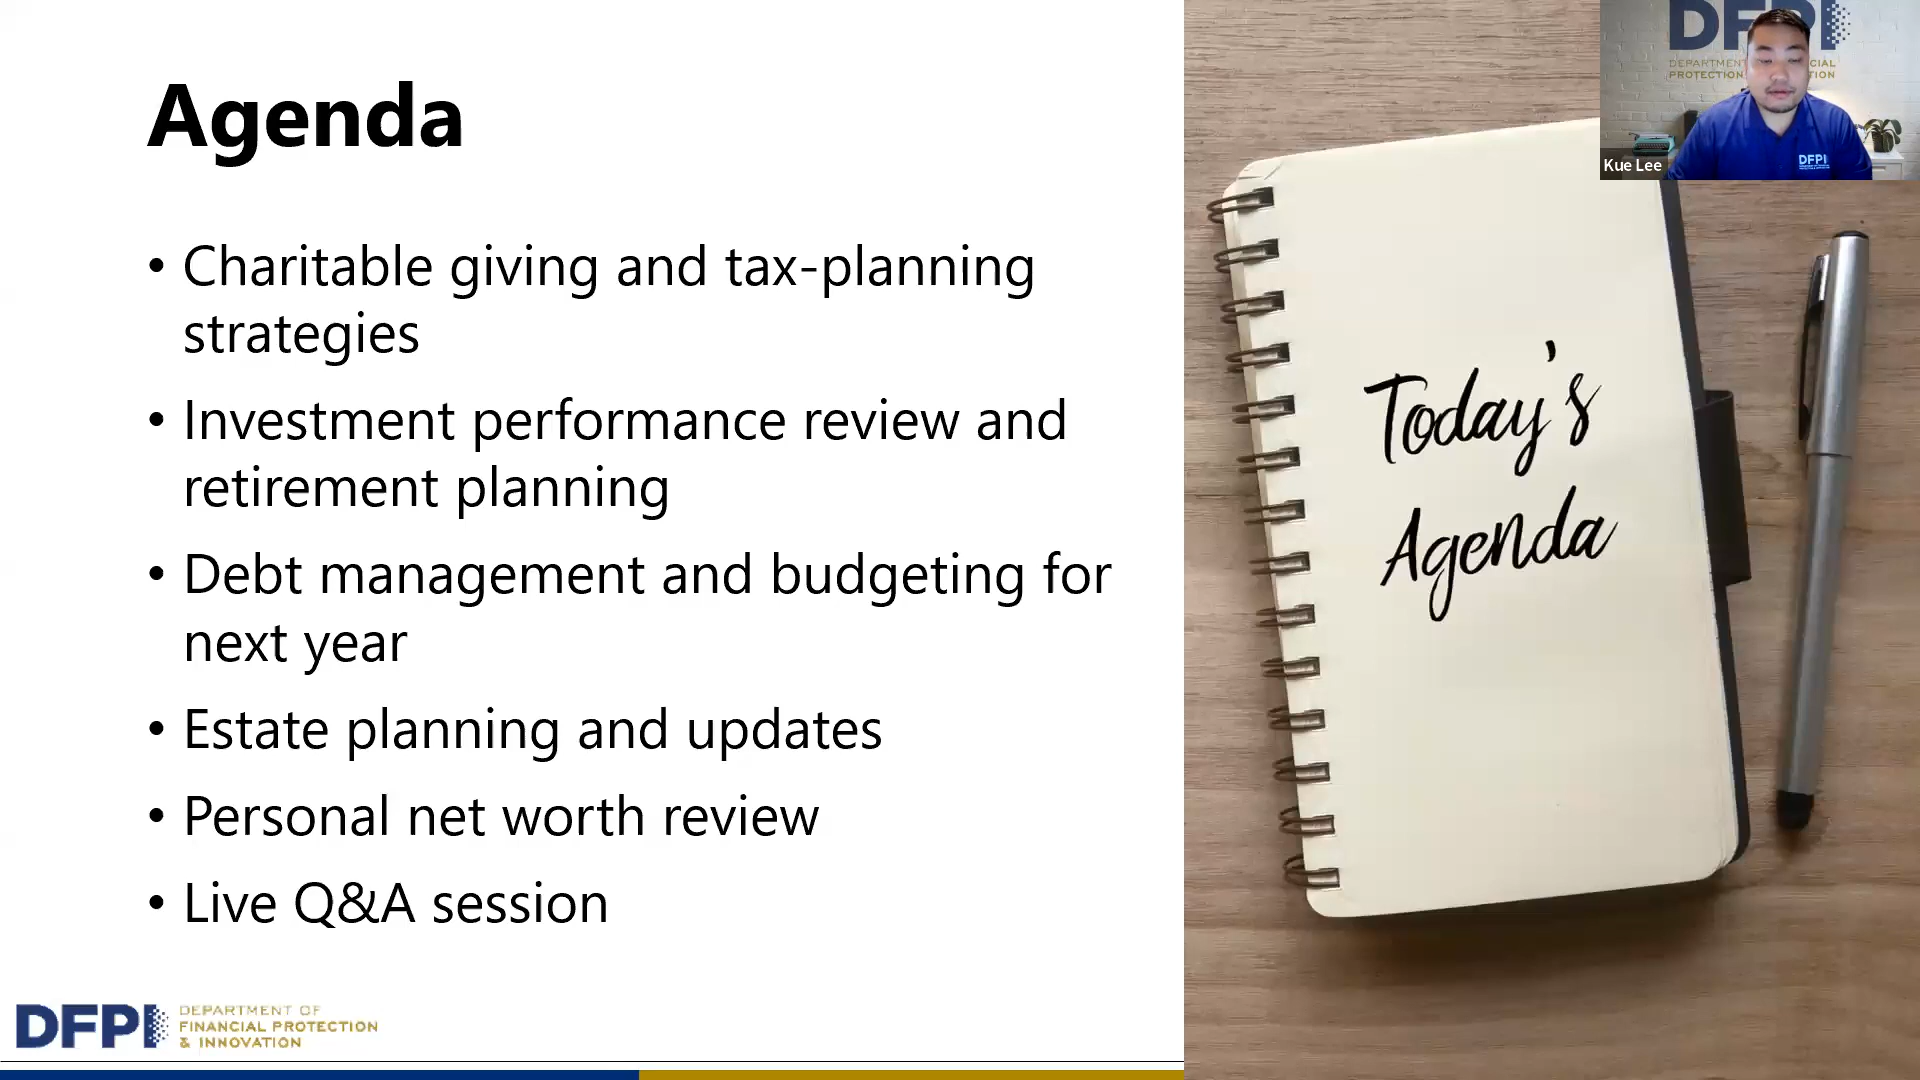 Agenda
• Charitable giving and tax-planning
strategies
• Investment performance review and
retirement planning
• Debt management and budgeting for
next year
• Estate planning and updates
• Personal net worth review
• Live Q&A session
DFPI
DEPARTMENT OF
FINANCIAL PROTECTION
& INNOVATION
Today's
Agenda
Kue Lee
DFPI